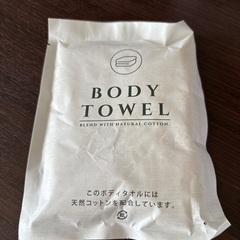 BODY
TOWEL
BLEND WITH NATURAL COTTON.
このボディタオルには
天然コットンを配合しています。